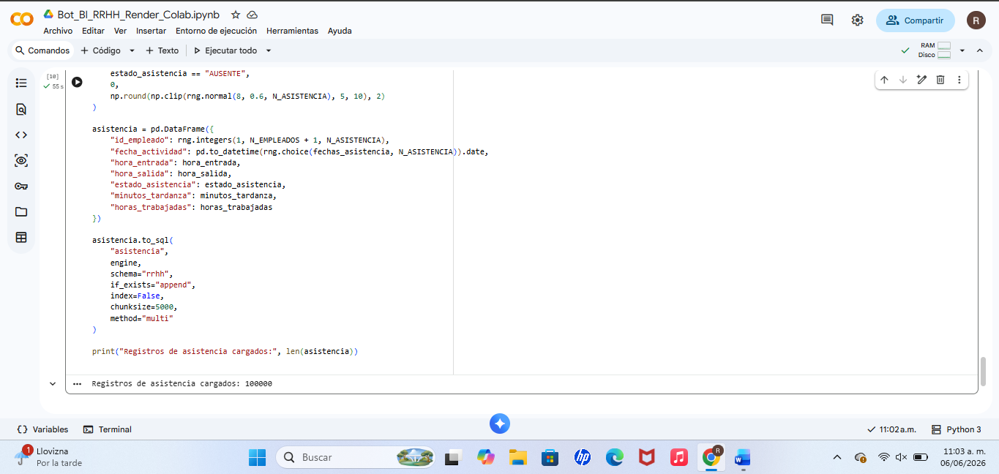 Bot_BI_RRHH_Render_Colab.ipynb
Archivo Editar Ver Insertar Entorno de ejecución Herramientas Ayuda
Compartir
R
Comandos + Código + Texto Ejecutar todo
RAM
Disco
[10]
55 s
estado_asistencia == "AUSENTE",
0,
np.round(np.clip(rng.normal(8, 0.6, N_ASISTENCIA), 5, 10), 2)
)
asistencia = pd.DataFrame({
"id_empleado": rng.integers(1, N_EMPLEADOS + 1, N_ASISTENCIA),
"fecha_actividad": pd.to_datetime(rng.choice(fechas_asistencia, N_ASISTENCIA)).date,
"hora_entrada": hora_entrada,
"hora_salida": hora_salida,
"estado_asistencia": estado_asistencia,
"minutos_tardanza": minutos_tardanza,
"horas_trabajadas": horas_trabajadas
})
asistencia.to_sql(
"asistencia",
engine,
schema="rrhh",
if_exists="append",
index=False,
chunksize=5000,
method="multi"
)
print("Registros de asistencia cargados:", len(asistencia))
Registros de asistencia cargados: 100000
{} Variables Terminal
11:02 a.m. Python 3
1
Llovizna
Por la tarde
Buscar
hp
R
W
11:03 a. m.
06/06/2026